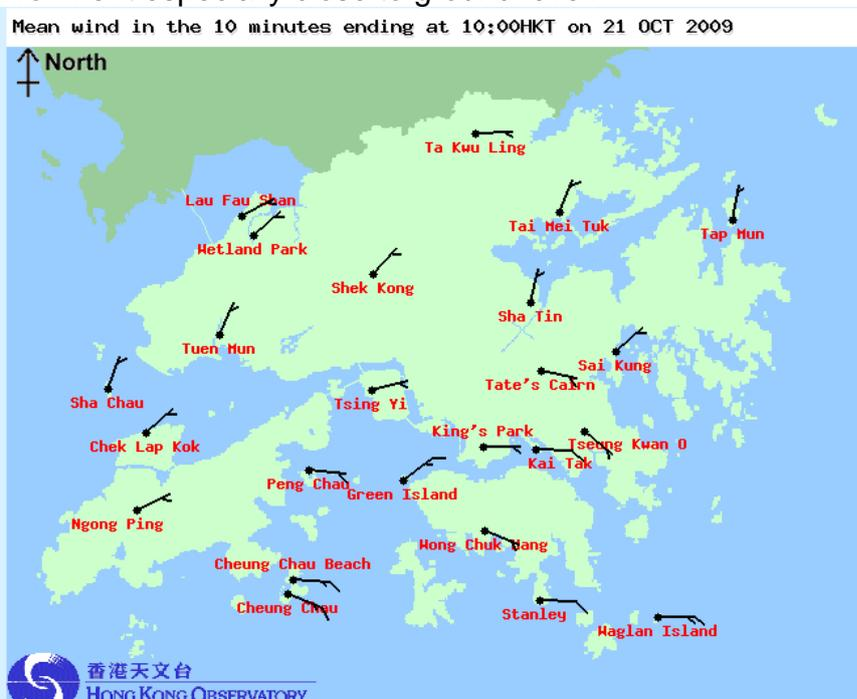 Mean wind in the 10 minutes ending at 10:00HKT on 21 OCT 2009
North
Ta Kwu Ling
Lau Fau Shan
Wetland Park
Tai Mei Tuk
Tap Mun
Shek Kong
Sha Tin
Tuen Mun
Sai Kung
Tate's Cairn
Sha Chau
Tsing Yi
Chek Lap Kok
King's Park
Tseung Kwan O
Kai Tak
Peng Chau
Green Island
Ngong Ping
Wong Chuk Hang
Cheung Chau Beach
Cheung Chau
Stanley
Waglan Island
香港天文台
HONG KONG OBSERVATORY